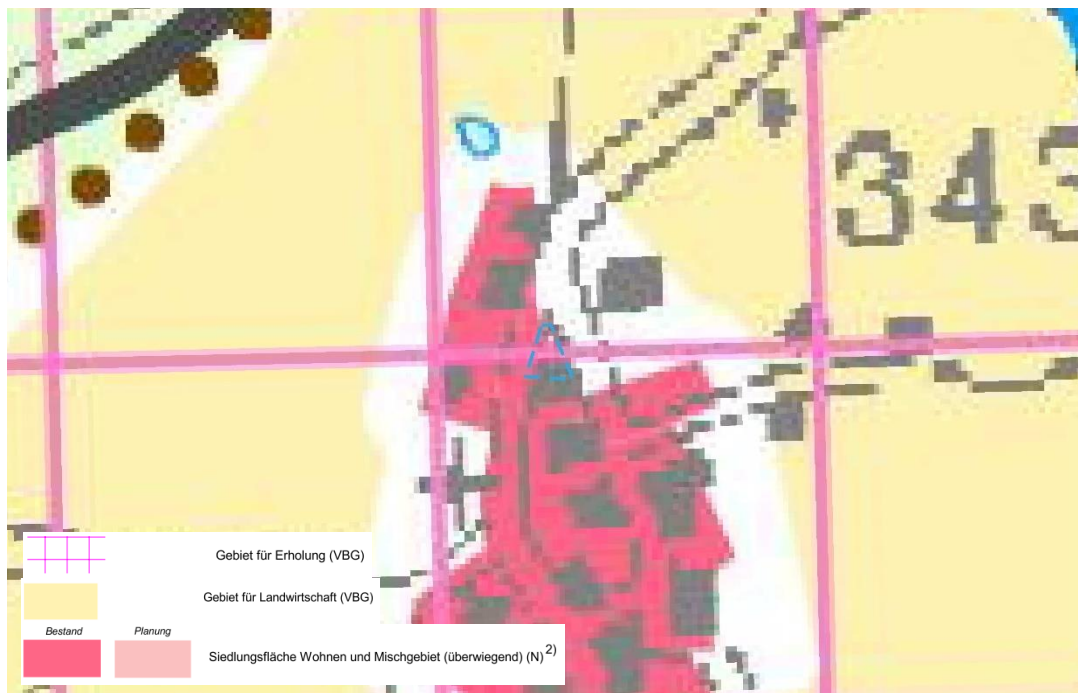 343
Gebiet für Erholung (VBG)
Gebiet für Landwirtschaft (VBG)
Bestand Planung
Siedlungsfläche Wohnen und Mischgebiet (überwiegend) (N) 2)